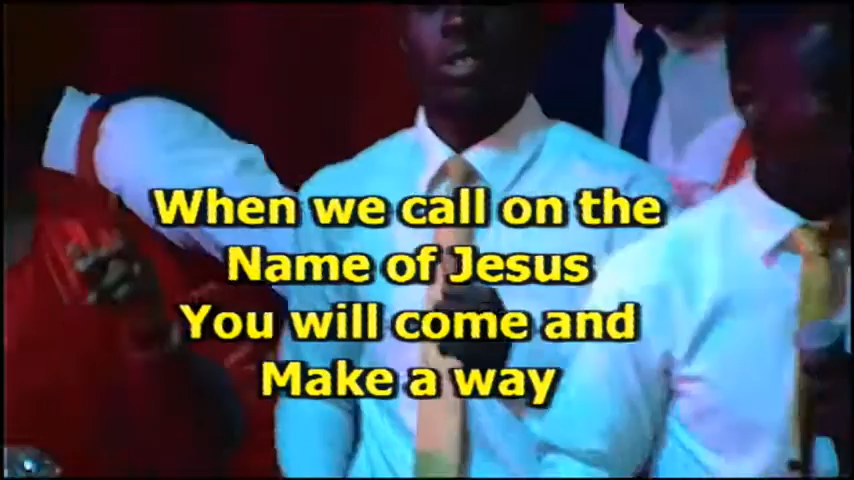 When we call on the
Name of Jesus
You will come and
Make a way